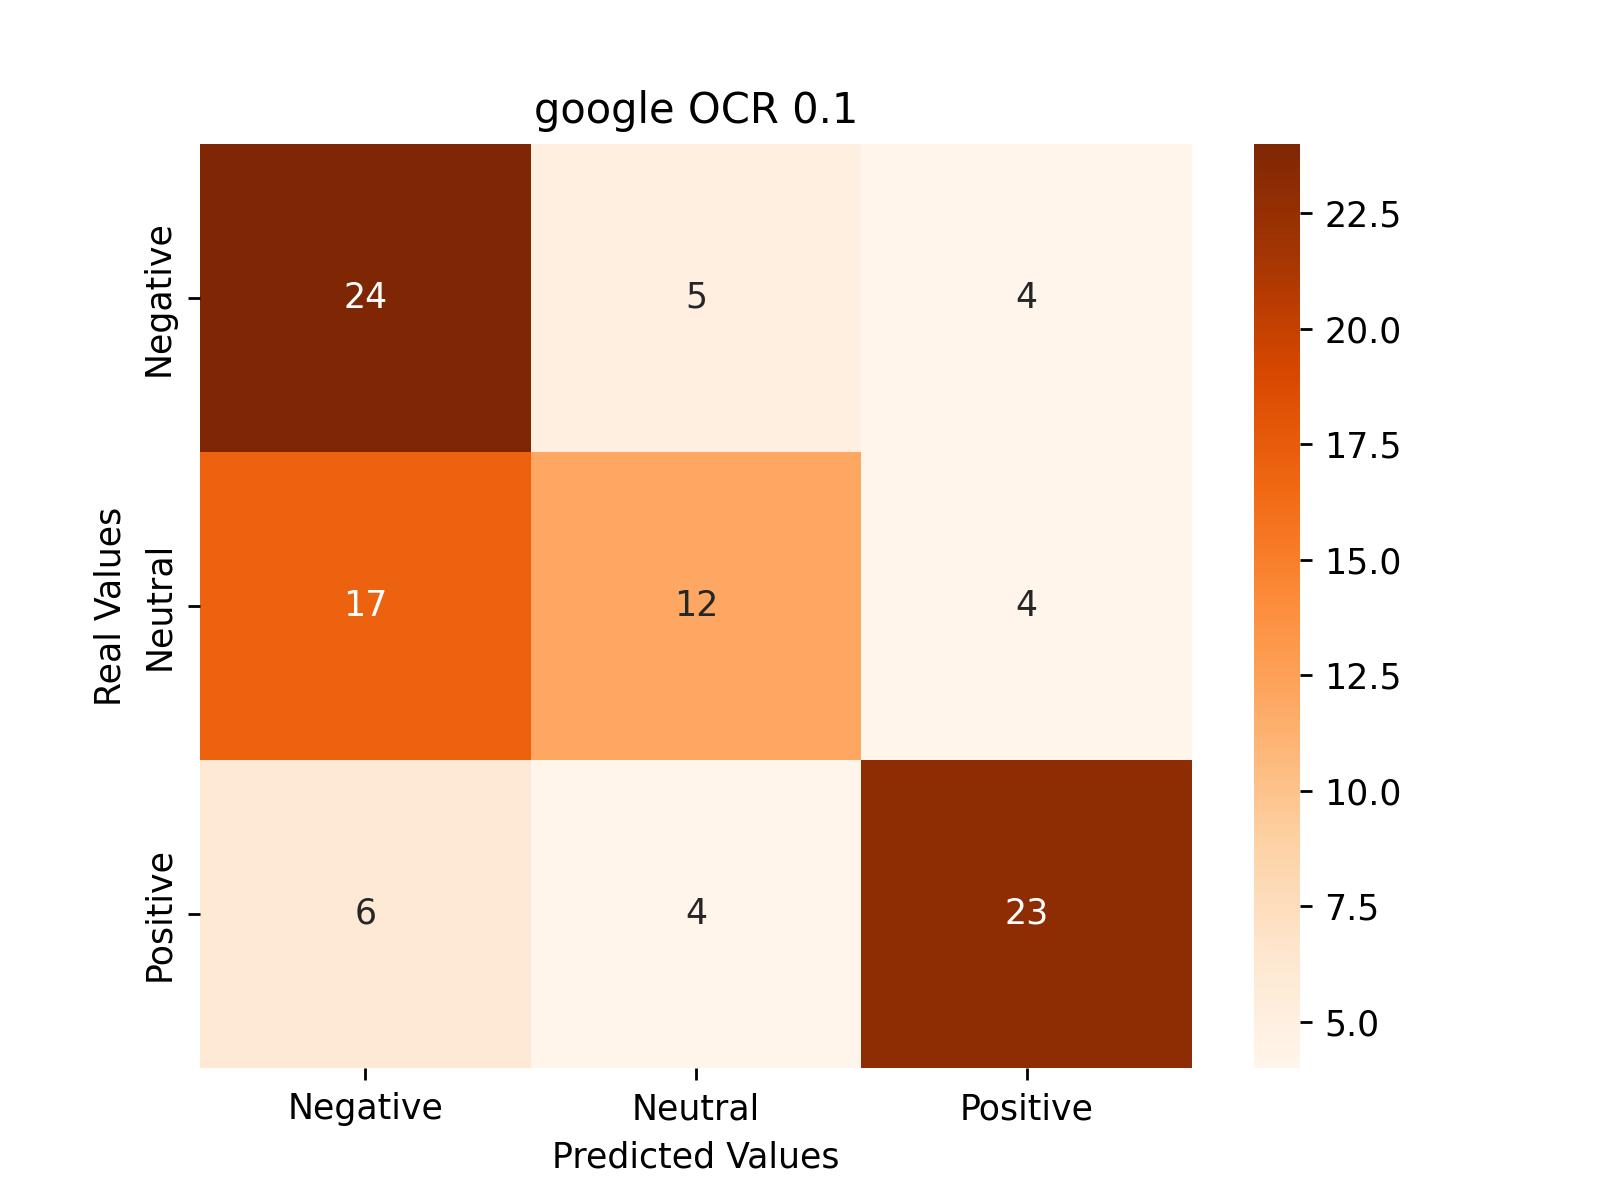 google OCR 0.1
Negative
24 5 4
Real Values
Neutral
17 12 4
Positive
6 4 23
Negative Neutral Positive
Predicted Values
22.5
20.0
17.5
15.0
12.5
10.0
7.5
5.0